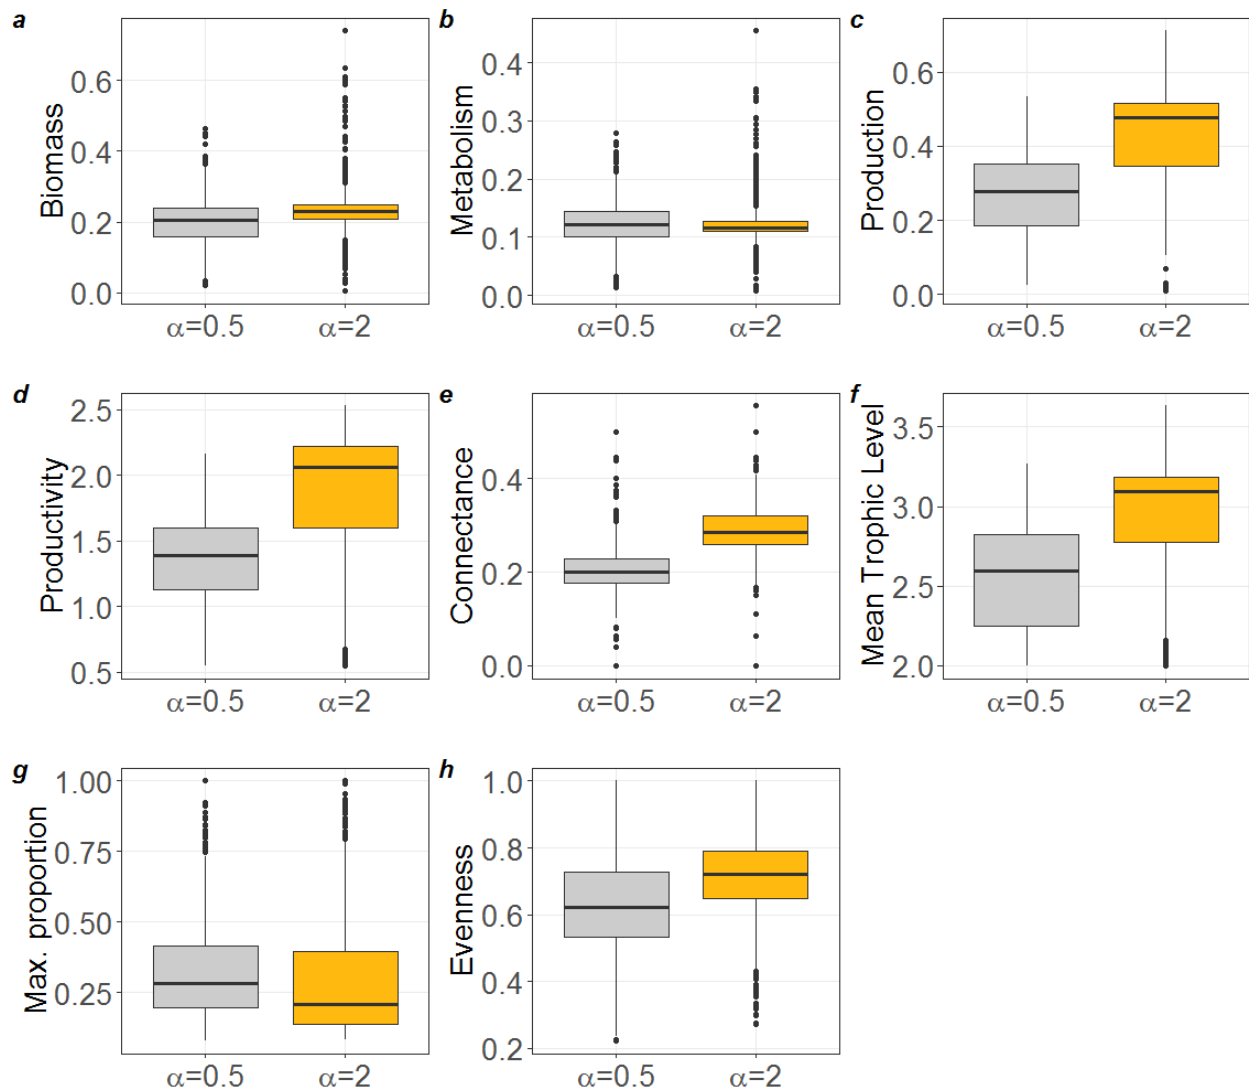 a
Biomass
0.6
0.4
0.2
0.0
α=0.5 α=2
b
Metabolism
0.4
0.3
0.2
0.1
0.0
α=0.5 α=2
c
Production
0.6
0.4
0.2
0.0
α=0.5 α=2
d
Productivity
2.5
2.0
1.5
1.0
0.5
α=0.5 α=2
e
Connectance
0.4
0.2
0.0
α=0.5 α=2
f
Mean Trophic Level
3.5
3.0
2.5
2.0
α=0.5 α=2
g
Max. proportion
1.00
0.75
0.50
0.25
α=0.5 α=2
h
Evenness
1.0
0.8
0.6
0.4
0.2
α=0.5 α=2